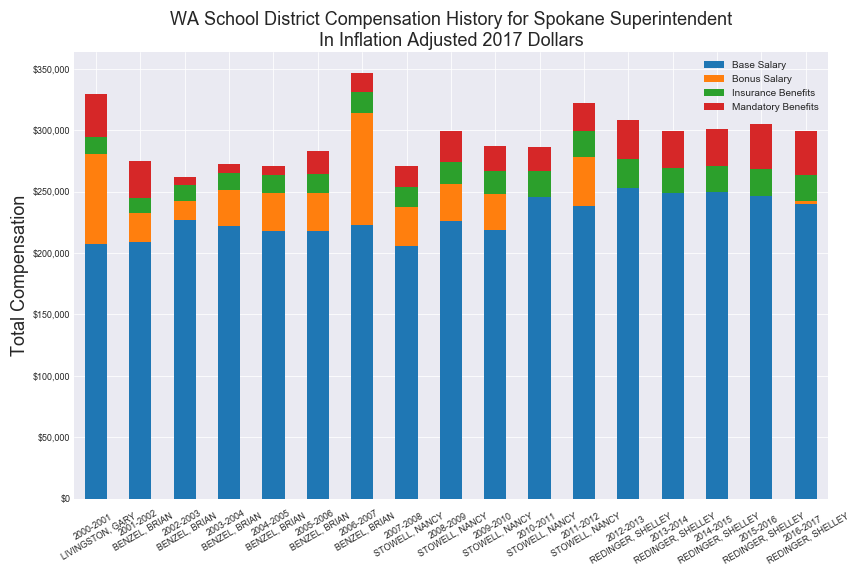 WA School District Compensation History for Spokane Superintendent
In Inflation Adjusted 2017 Dollars
Total Compensation
$350,000
$300,000
$250,000
$200,000
$150,000
$100,000
$50,000
$0
Base Salary
Bonus Salary
Insurance Benefits
Mandatory Benefits
2000-2001
LIVINGSTON, GARY
2001-2002
BENZEL, BRIAN
2002-2003
BENZEL, BRIAN
2003-2004
BENZEL, BRIAN
2004-2005
BENZEL, BRIAN
2005-2006
BENZEL, BRIAN
2006-2007
BENZEL, BRIAN
2007-2008
STOWELL, NANCY
2008-2009
STOWELL, NANCY
2009-2010
STOWELL, NANCY
2010-2011
STOWELL, NANCY
2011-2012
STOWELL, NANCY
2012-2013
REDINGER, SHELLEY
2013-2014
REDINGER, SHELLEY
2014-2015
REDINGER, SHELLEY
2015-2016
REDINGER, SHELLEY
2016-2017
REDINGER, SHELLEY